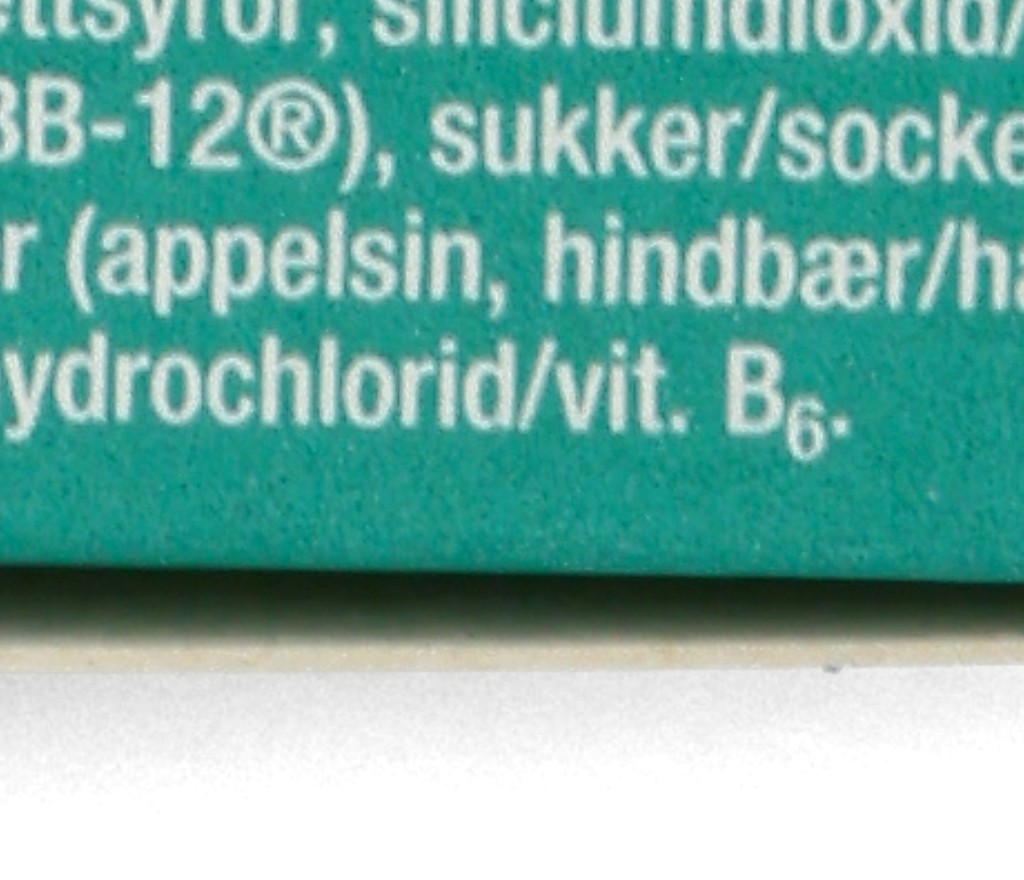 ettsyror, siliciumdioxid/
BB-12®), sukker/socke
r (appelsin, hindbær/ha
ydrochlorid/vit. B₆.